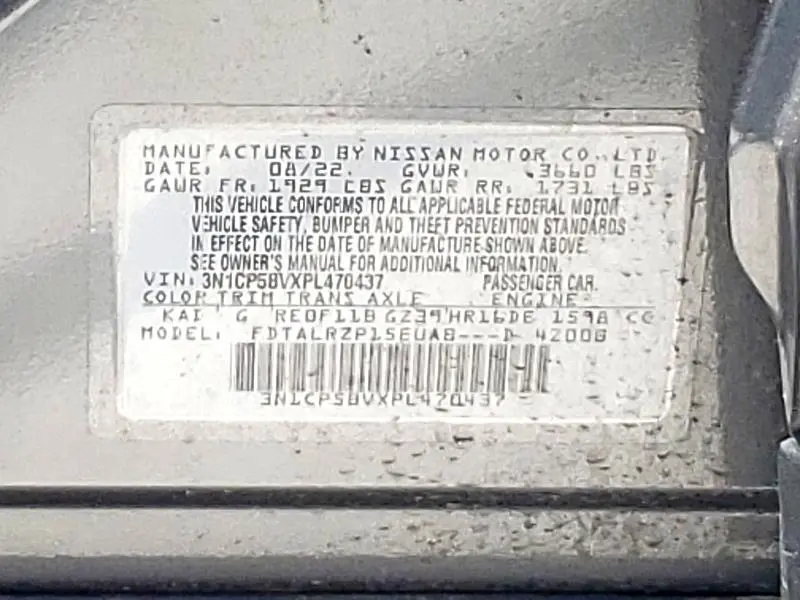 MANUFACTURED BY NISSAN MOTOR CO., LTD.
DATE: 08/22. GVWR: 3660 LBS
GAWR FR: 1929 LBS GAWR RR: 1731 LBS
THIS VEHICLE CONFORMS TO ALL APPLICABLE FEDERAL MOTOR
VEHICLE SAFETY, BUMPER AND THEFT PREVENTION STANDARDS
IN EFFECT ON THE DATE OF MANUFACTURE SHOWN ABOVE.
SEE OWNER'S MANUAL FOR ADDITIONAL INFORMATION.
VIN: 3N1CP5BVXPL470437 PASSENGER CAR.
COLOR TRIM TRANS AXLE ENGINE
KAD G RE0F11B GZ39 HR16DE 1598 CC
MODEL: FDTALRZP15EUAB---D- 42008
3N1CP5BVXPL470437